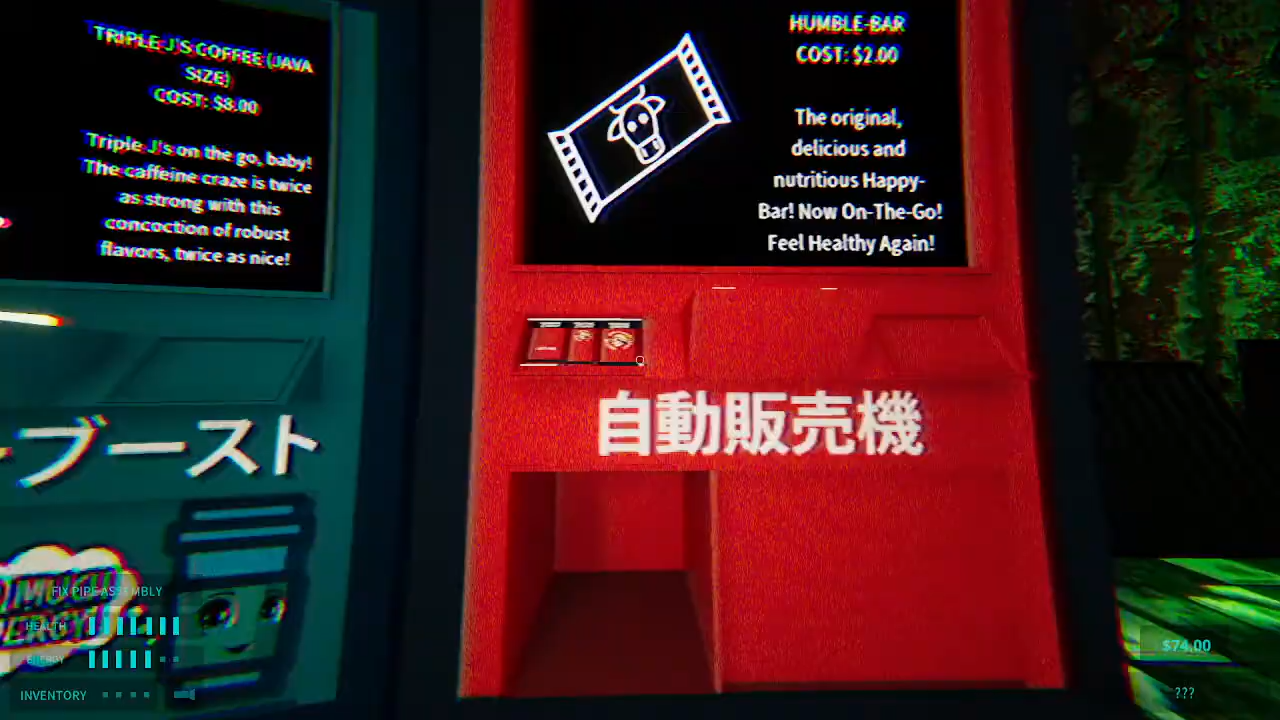 TRIPLE J'S COFFEE (JAVA
SIZE)
COST: $8.00
Triple J's on the go, baby!
The caffeine craze is twice
as strong with this
concoction of robust
flavors, twice as nice!
HUMBLE-BAR
COST: $2.00
The original,
delicious and
nutritious Happy-
Bar! Now On-The-Go!
Feel Healthy Again!
ーブースト
自動販売機
FIX PIPE ASSEMBLY
HEALTH
ENERGY
INVENTORY
$74.00
???